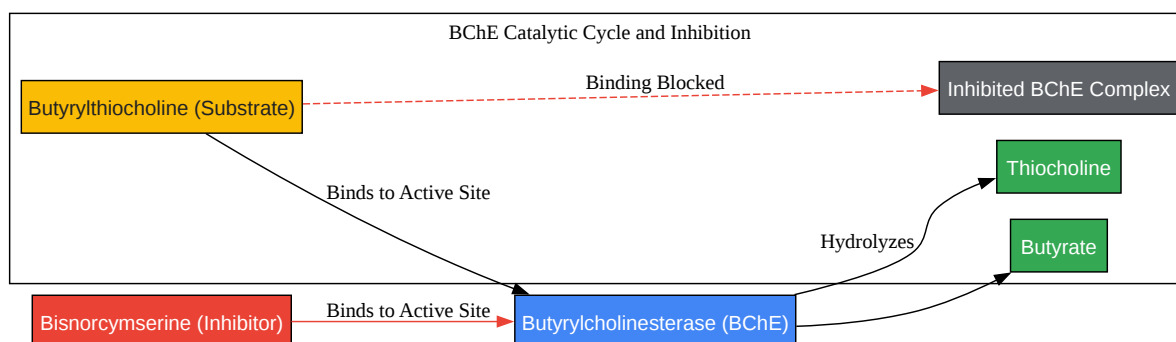 BChE Catalytic Cycle and Inhibition
Butyrylthiocholine (Substrate)
Binding Blocked
Inhibited BChE Complex
Thiocholine
Binds to Active Site
Hydrolyzes
Butyrate
Bisnorcymserine (Inhibitor)
Binds to Active Site
Butyrylcholinesterase (BChE)